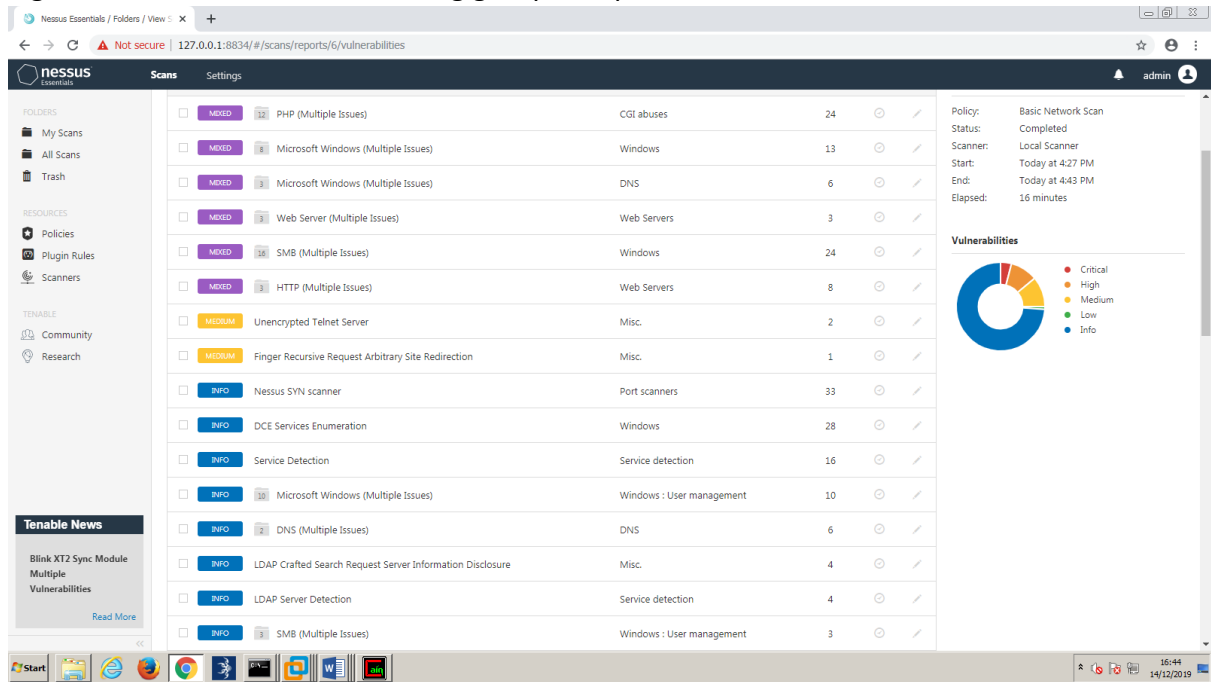 Nessus Essentials / Folders / View S
Not secure | 127.0.0.1:8834/#/scans/reports/6/vulnerabilities
nessus Essentials Scans Settings admin
FOLDERS
My Scans
All Scans
Trash
RESOURCES
Policies
Plugin Rules
Scanners
TENABLE
Community
Research
Tenable News
Blink XT2 Sync Module
Multiple
Vulnerabilities
Read More
MIXED 12 PHP (Multiple Issues) CGI abuses 24
MIXED 8 Microsoft Windows (Multiple Issues) Windows 13
MIXED 3 Microsoft Windows (Multiple Issues) DNS 6
MIXED 3 Web Server (Multiple Issues) Web Servers 3
MIXED 16 SMB (Multiple Issues) Windows 24
MIXED 3 HTTP (Multiple Issues) Web Servers 8
MEDIUM Unencrypted Telnet Server Misc. 2
MEDIUM Finger Recursive Request Arbitrary Site Redirection Misc. 1
INFO Nessus SYN scanner Port scanners 33
INFO DCE Services Enumeration Windows 28
INFO Service Detection Service detection 16
INFO 10 Microsoft Windows (Multiple Issues) Windows : User management 10
INFO 2 DNS (Multiple Issues) DNS 6
INFO LDAP Crafted Search Request Server Information Disclosure Misc. 4
INFO LDAP Server Detection Service detection 4
INFO 3 SMB (Multiple Issues) Windows : User management 3
Policy: Basic Network Scan
Status: Completed
Scanner: Local Scanner
Start: Today at 4:27 PM
End: Today at 4:43 PM
Elapsed: 16 minutes
Vulnerabilities
Critical
High
Medium
Low
Info
Start
16:44
14/12/2019